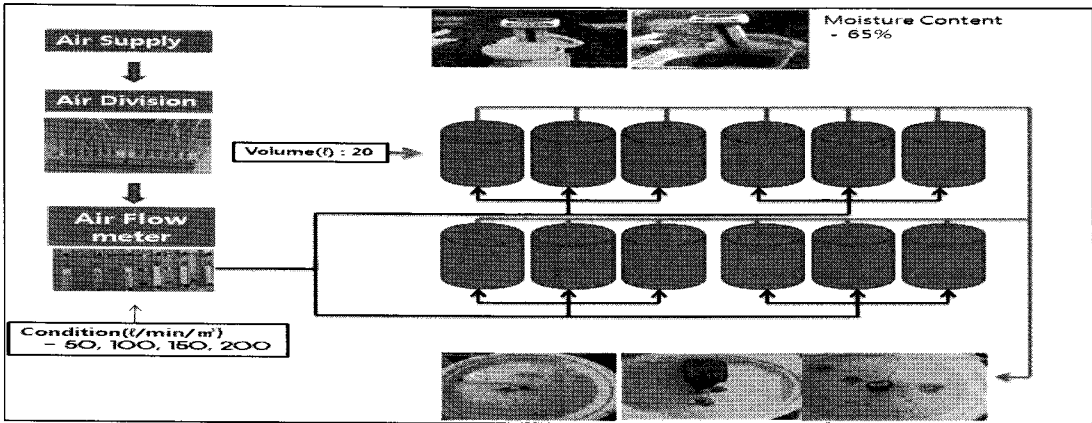 Air Supply
Moisture Content
- 65%
Air Division
Volume(ℓ) : 20
Air Flow
meter
Condition(ℓ/min/㎥)
- 50, 100, 150, 200